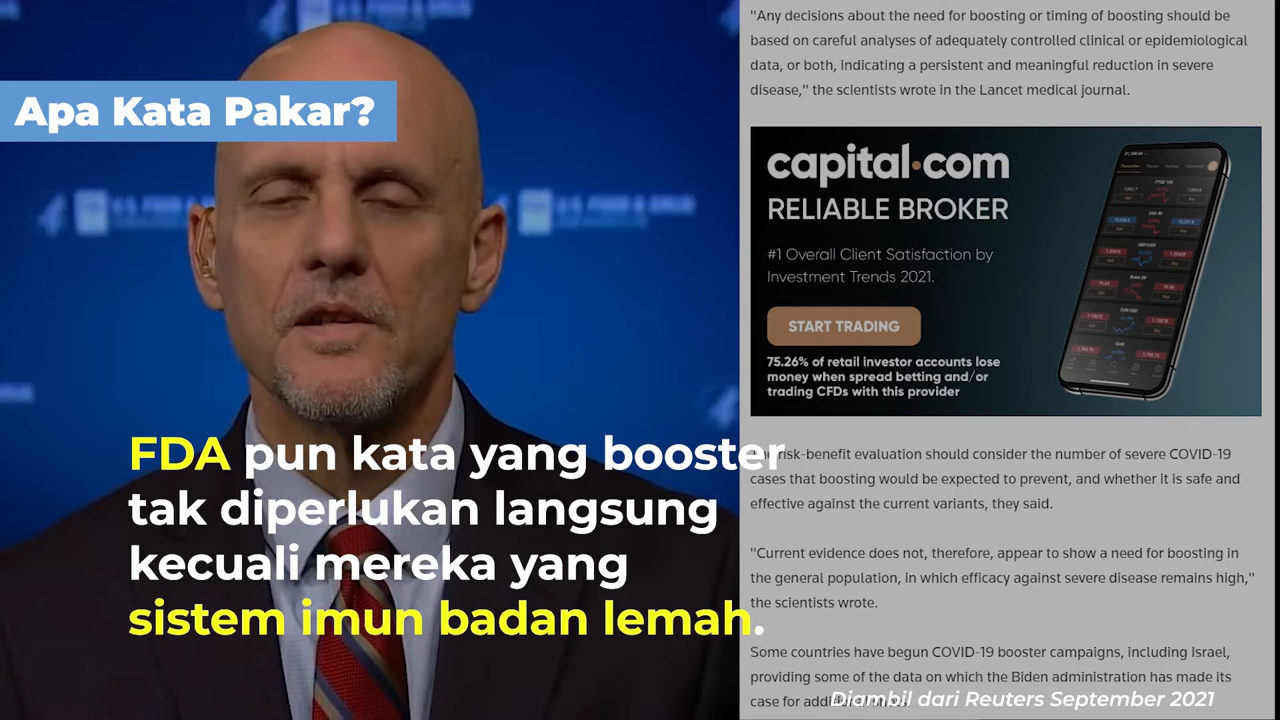 Apa Kata Pakar?
U.S. FOOD & DRUG
FDA pun kata yang booster
tak diperlukan langsung
kecuali mereka yang
sistem imun badan lemah.
"Any decisions about the need for boosting or timing of boosting should be
based on careful analyses of adequately controlled clinical or epidemiological
data, or both, indicating a persistent and meaningful reduction in severe
disease," the scientists wrote in the Lancet medical journal.
capital.com
RELIABLE BROKER
#1 Overall Client Satisfaction by
Investment Trends 2021.
START TRADING
75.26% of retail investor accounts lose
money when spread betting and/or
trading CFDs with this provider
risk-benefit evaluation should consider the number of severe COVID-19
cases that boosting would be expected to prevent, and whether it is safe and
effective against the current variants, they said.
"Current evidence does not, therefore, appear to show a need for boosting in
the general population, in which efficacy against severe disease remains high,"
the scientists wrote.
Some countries have begun COVID-19 booster campaigns, including Israel,
providing some of the data on which the Biden administration has made its
case for
Diambil dari Reuters September 2021